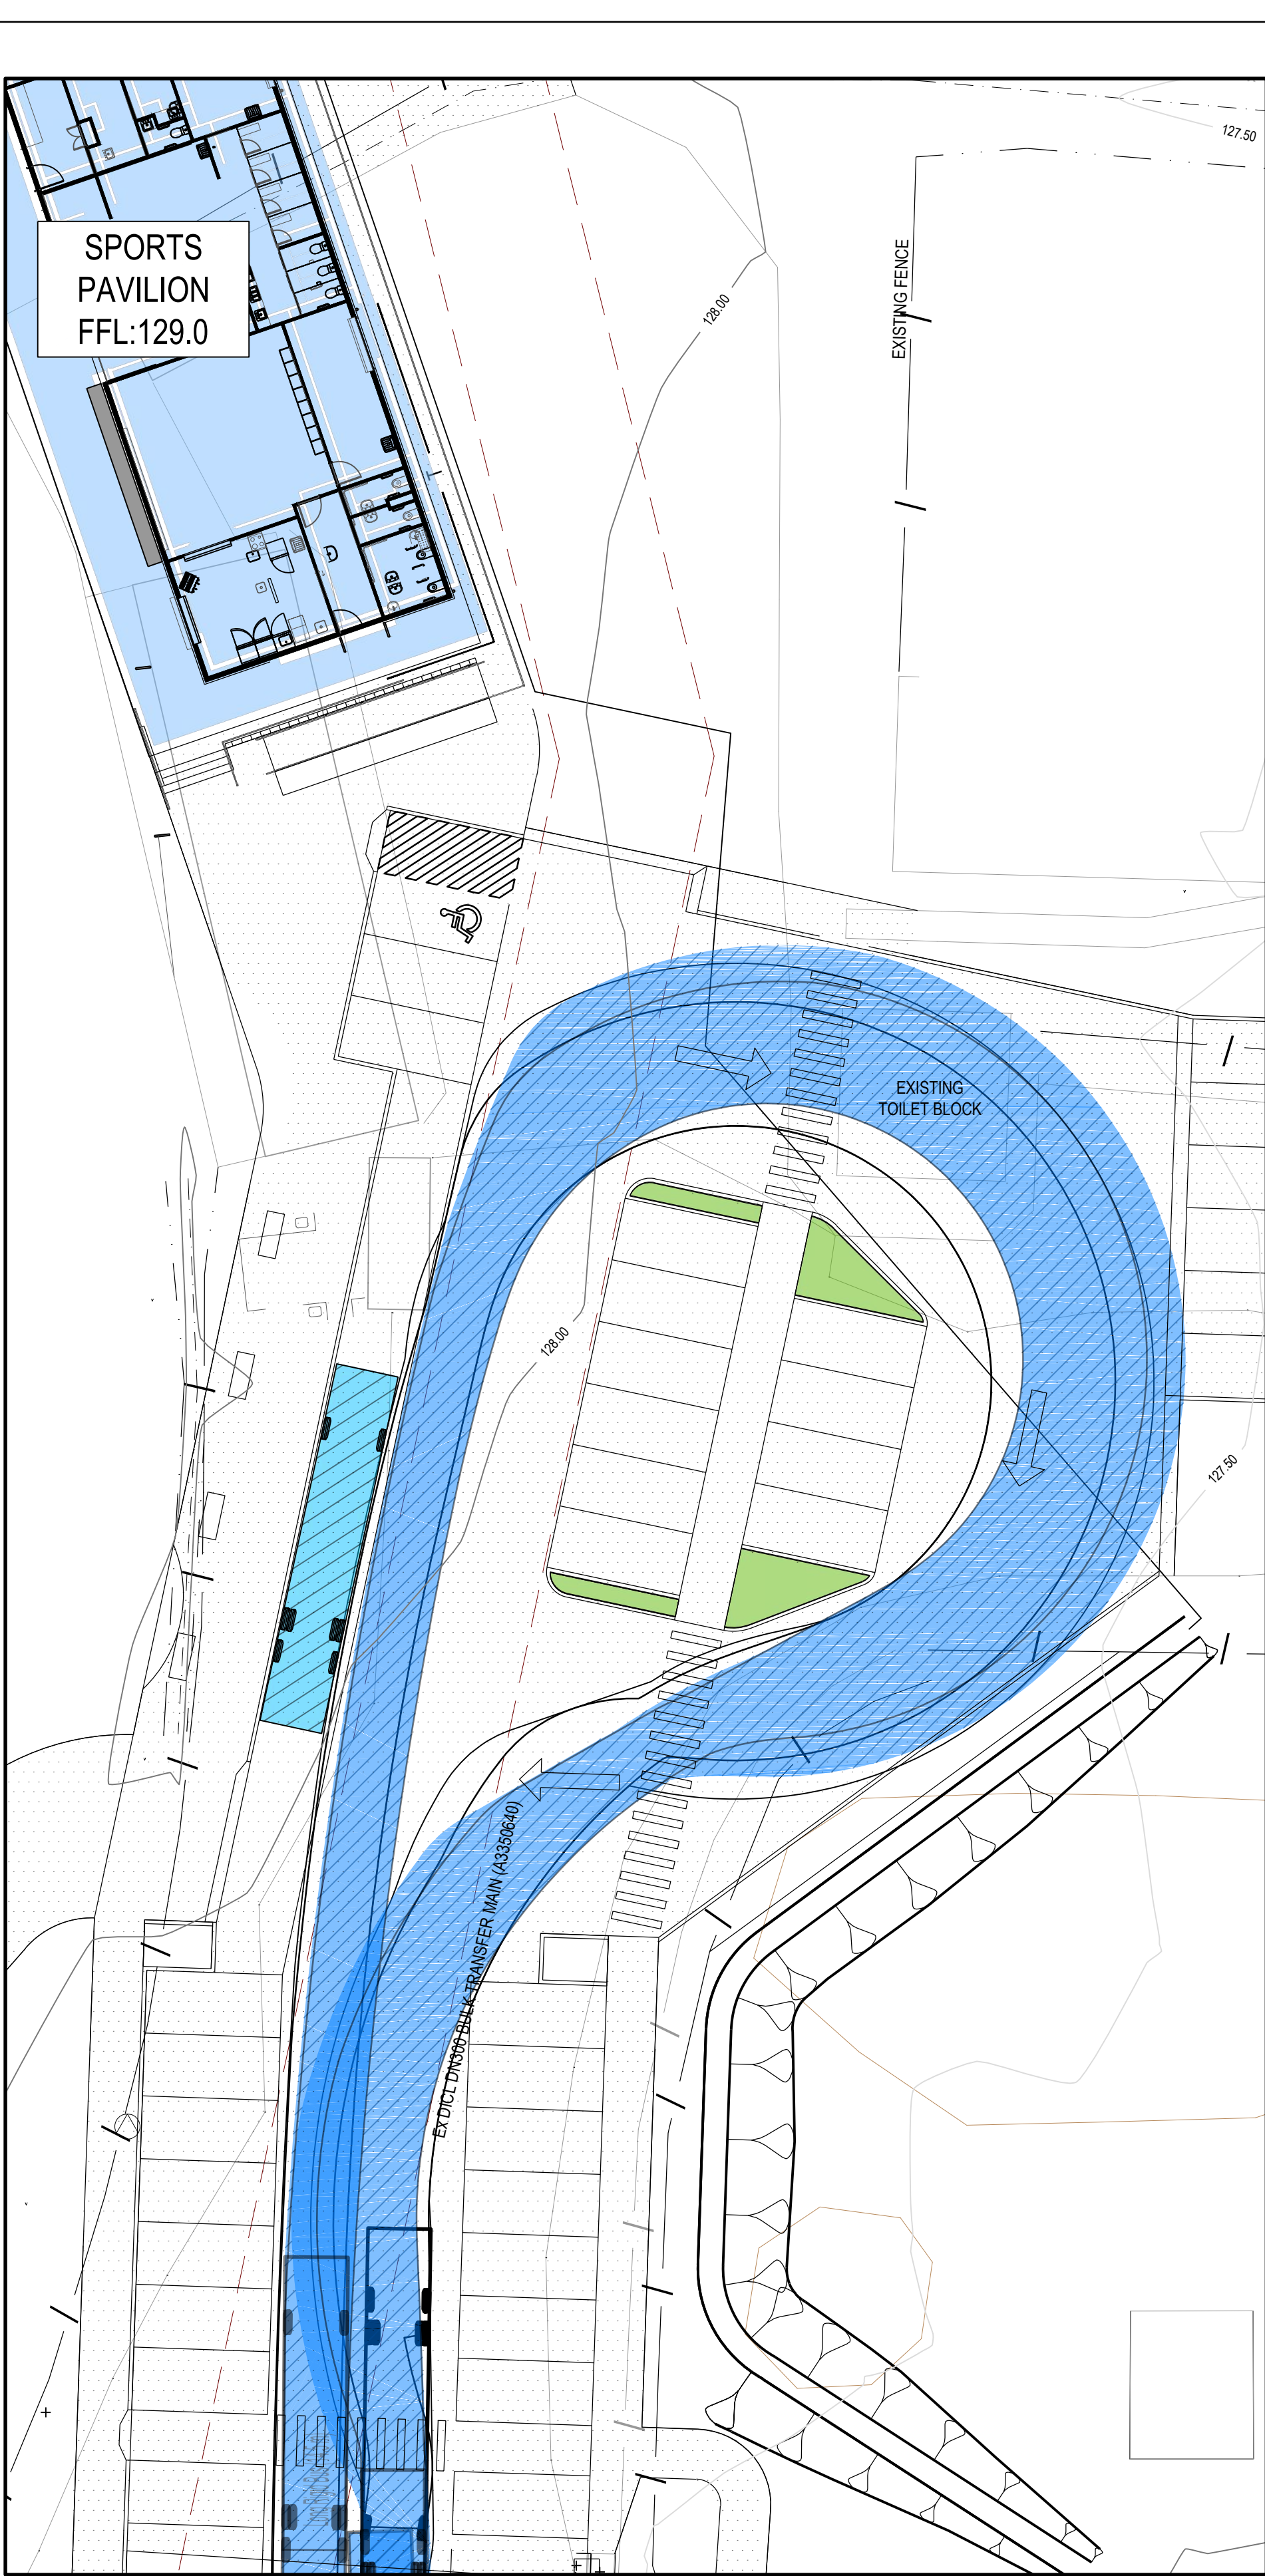 127.50
SPORTS
PAVILION
FFL:129.0
EXISTING FENCE
128.00
EXISTING
TOILET BLOCK
128.00
127.50
Ex DICL DN300 BULK TRANSFER MAIN (A3350640)